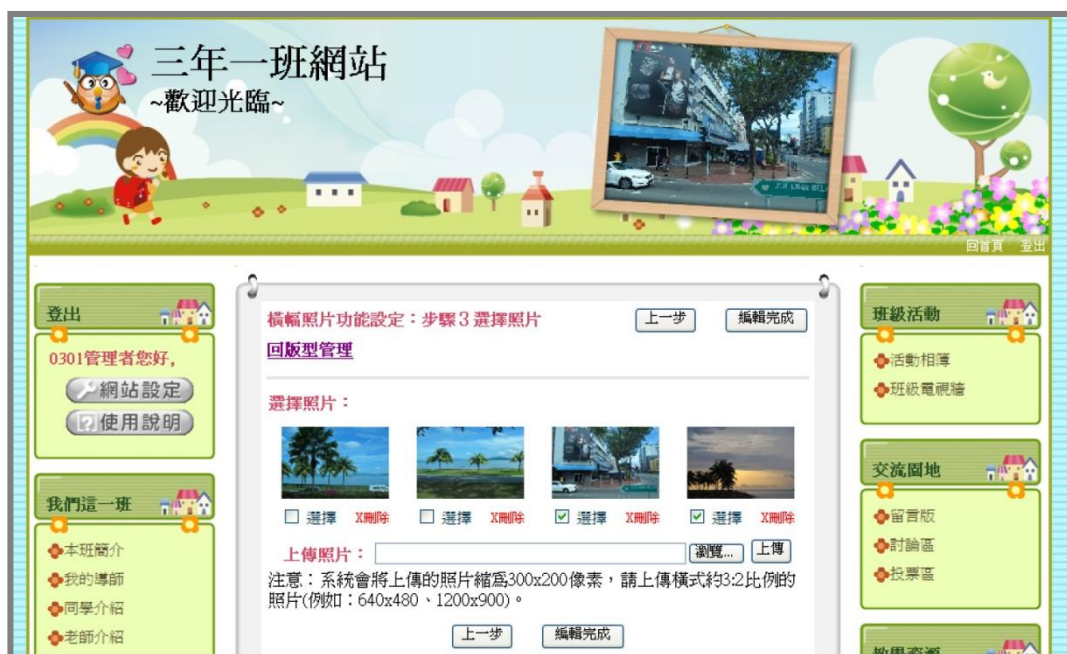 三年一班網站
~歡迎光臨~
回首頁 登出
登出
0301管理者您好,
網站設定
使用說明
我們這一班
本班簡介
我的導師
同學介紹
老師介紹
橫幅照片功能設定：步驟3 選擇照片
上一步 編輯完成
回版型管理
選擇照片：
選擇 X刪除 選擇 X刪除 選擇 X刪除 選擇 X刪除
上傳照片： 瀏覽... 上傳
注意：系統會將上傳的照片縮為300x200像素，請上傳橫式約3:2比例的
照片(例如：640x480、1200x900)。
上一步 編輯完成
班級活動
活動相簿
班級電視牆
交流園地
留言版
討論區
投票區
教學資源